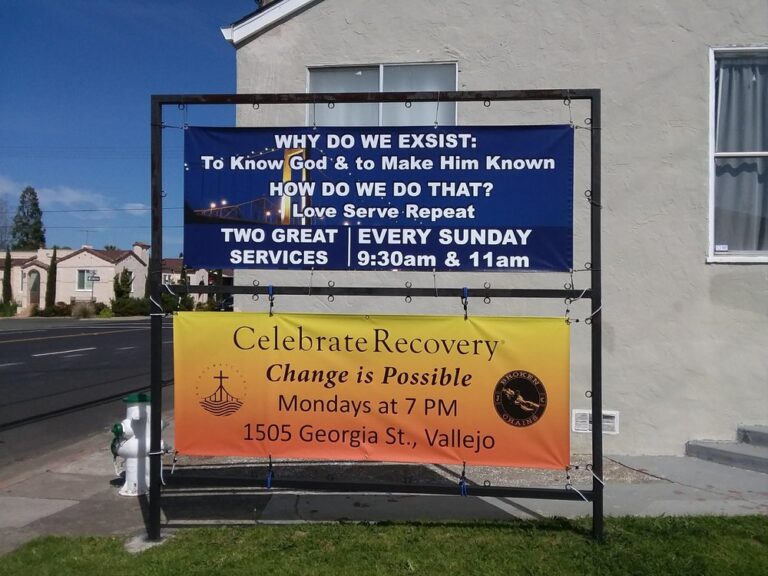 WHY DO WE EXSIST:
To Know God & to Make Him Known
HOW DO WE DO THAT?
Love Serve Repeat
TWO GREAT SERVICES
EVERY SUNDAY
9:30am & 11am
Celebrate Recovery®
Change is Possible
Mondays at 7 PM
1505 Georgia St., Vallejo
BROKEN
CHAINS